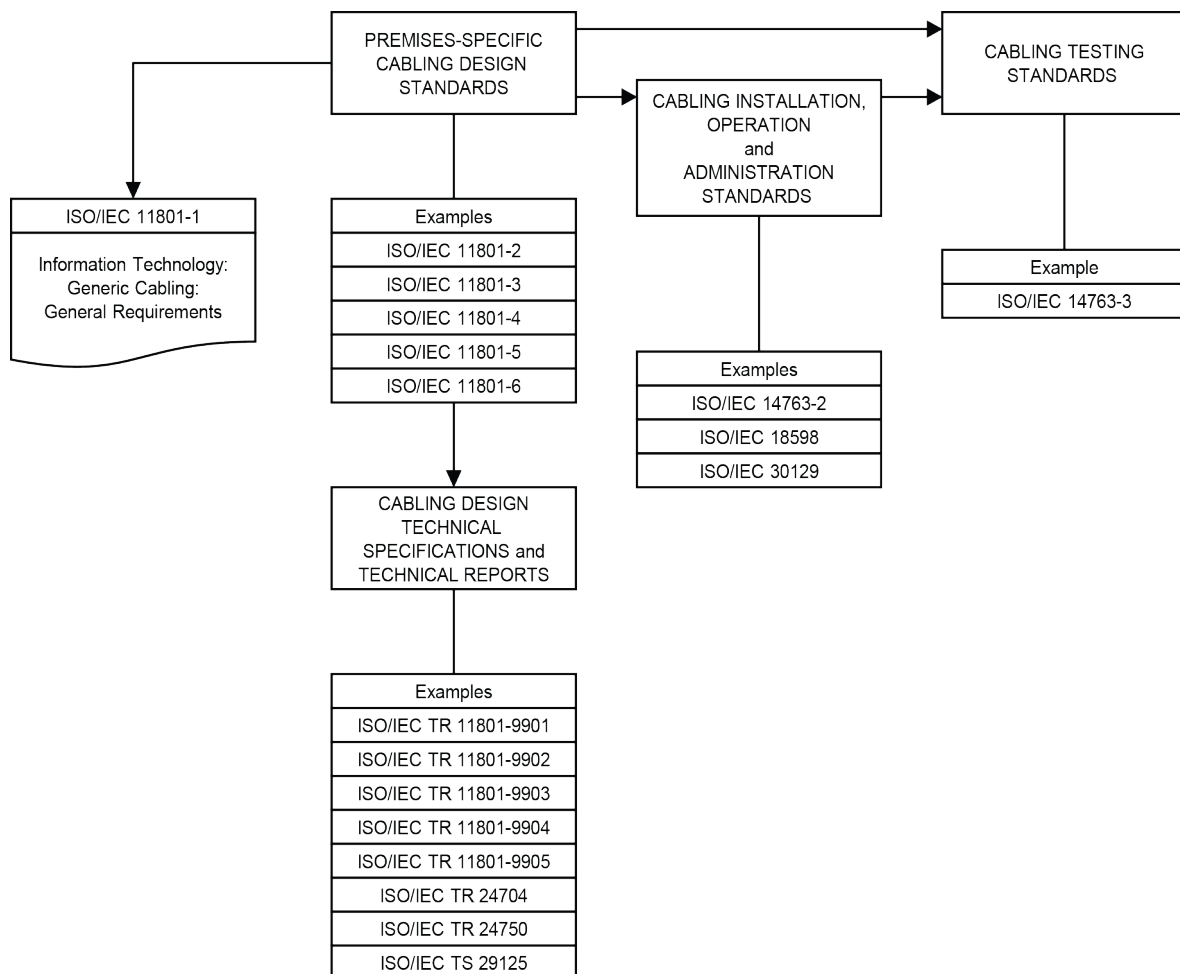 PREMISES-SPECIFIC
CABLING DESIGN
STANDARDS
CABLING TESTING
STANDARDS
CABLING INSTALLATION,
OPERATION
and
ADMINISTRATION
STANDARDS
ISO/IEC 11801-1
Information Technology:
Generic Cabling:
General Requirements
Examples
ISO/IEC 11801-2
ISO/IEC 11801-3
ISO/IEC 11801-4
ISO/IEC 11801-5
ISO/IEC 11801-6
Example
ISO/IEC 14763-3
Examples
ISO/IEC 14763-2
ISO/IEC 18598
ISO/IEC 30129
CABLING DESIGN
TECHNICAL
SPECIFICATIONS and
TECHNICAL REPORTS
Examples
ISO/IEC TR 11801-9901
ISO/IEC TR 11801-9902
ISO/IEC TR 11801-9903
ISO/IEC TR 11801-9904
ISO/IEC TR 11801-9905
ISO/IEC TR 24704
ISO/IEC TR 24750
ISO/IEC TS 29125